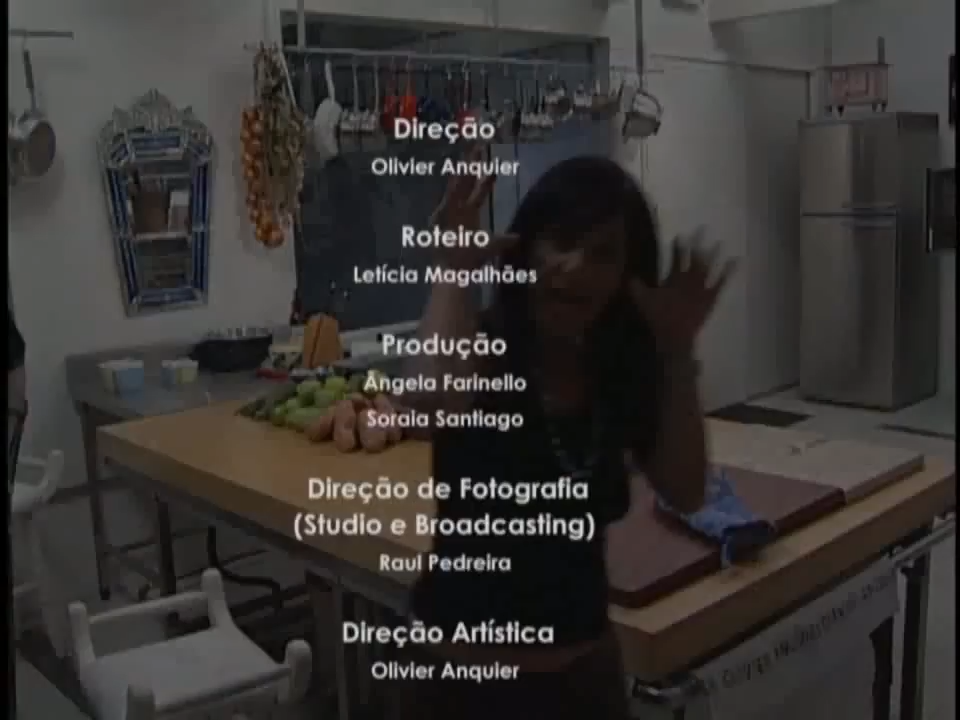 Direção
Olivier Anquier
Roteiro
Letícia Magalhães
Produção
Ângela Farinello
Soraia Santiago
Direção de Fotografia
(Studio e Broadcasting)
Raul Pedreira
Direção Artística
Olivier Anquier